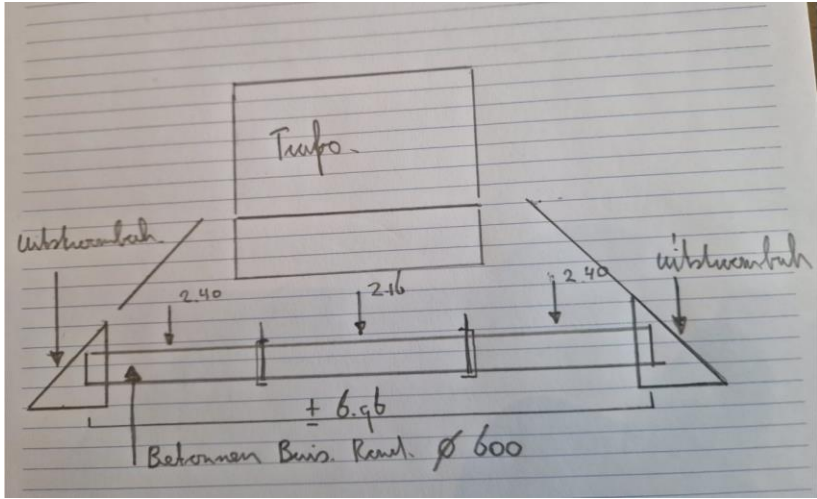 Trafo.
uitstroombak
uitstroombak
2.40
2.16
2.40
± 6.96
Betonnen Buis. Rond. Ø 600